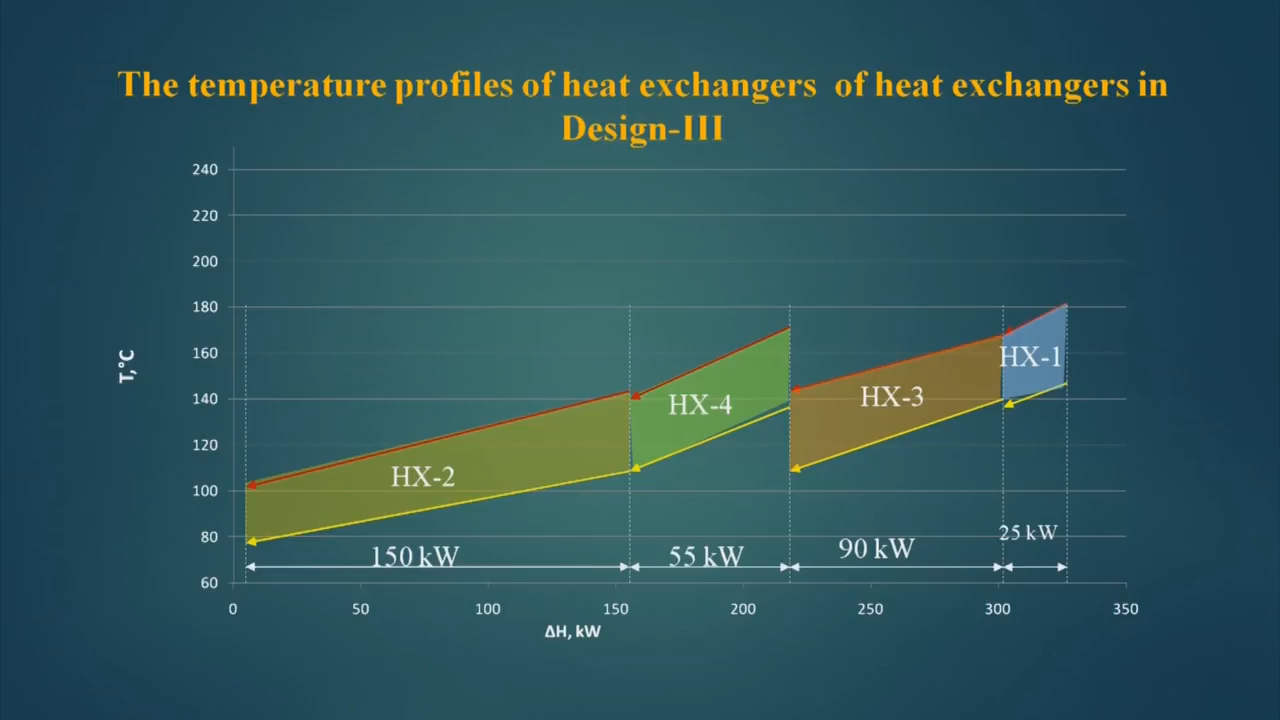 The temperature profiles of heat exchangers of heat exchangers in
Design-III
240
220
200
180
160
140
120
100
80
60
T,°C
HX-1
HX-3
HX-4
HX-2
25 kW
90 kW
55 kW
150 kW
0 50 100 150 200 250 300 350
ΔH, kW